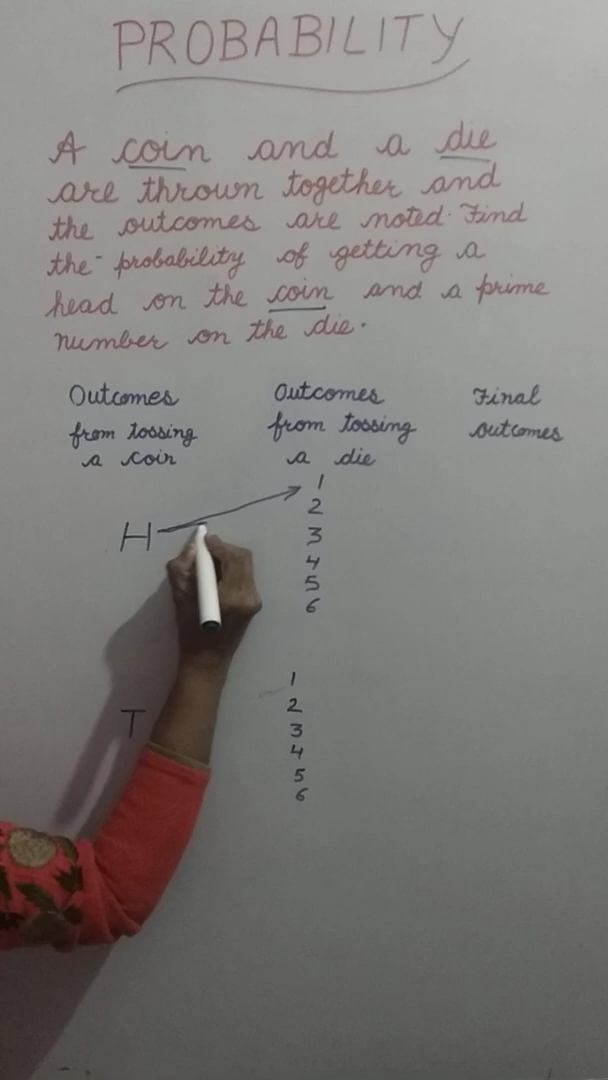 PROBABILITY
A coin and a die
are thrown together and
the outcomes are noted. Find
the probability of getting a
head on the coin and a prime
number on the die.
Outcomes
from tossing
a coin
Outcomes
from tossing
a die
Final
outcomes
H
1
2
3
4
5
6
T
1
2
3
4
5
6